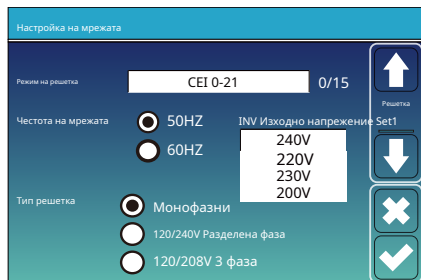 Настройка на мрежата
Режим на решетка
CEI 0-21
0/15
Решетка
Честота на мрежата
50HZ
INV Изходно напрежение Set1
60HZ
240V
220V
230V
200V
Тип решетка
Монофазни
120/240V Разделена фаза
120/208V 3 фаза